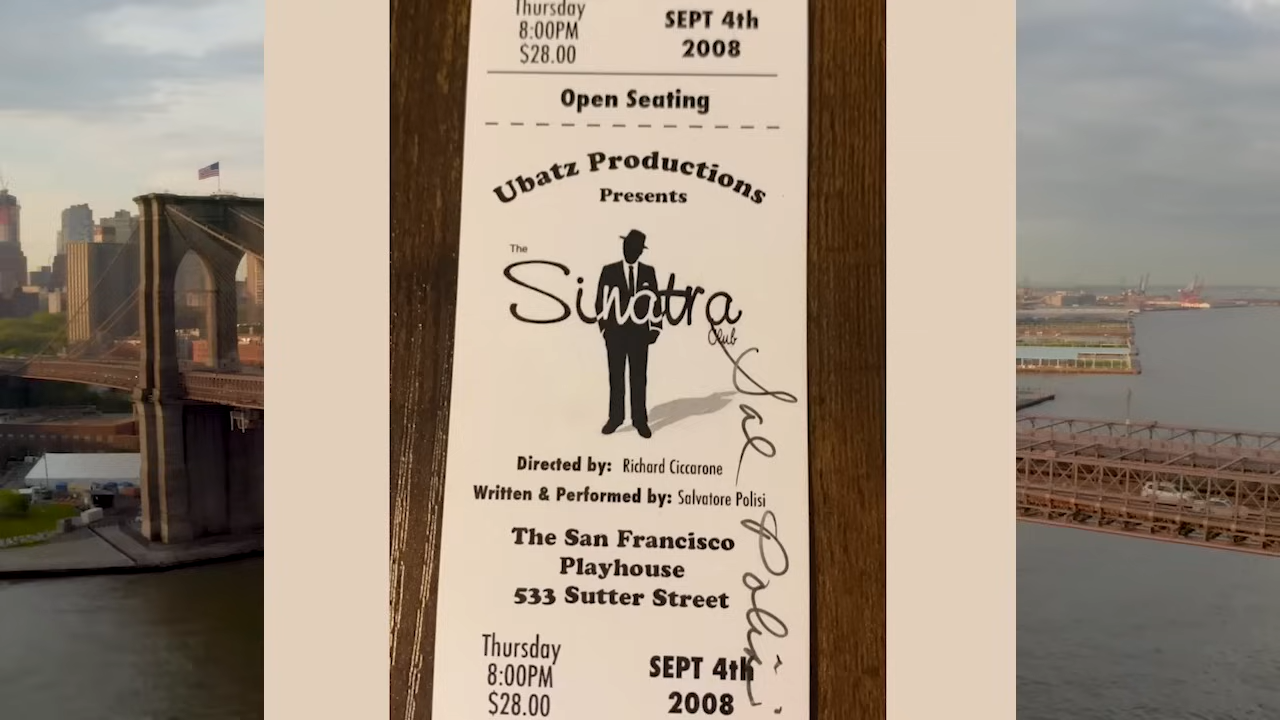 Thursday
8:00PM
$28.00
SEPT 4th
2008
Open Seating
Ubatz Productions
Presents
The
Sinatra
Club
Sal Polisi
Directed by: Richard Ciccarone
Written & Performed by: Salvatore Polisi
The San Francisco
Playhouse
533 Sutter Street
Thursday
8:00PM
$28.00
SEPT 4th
2008